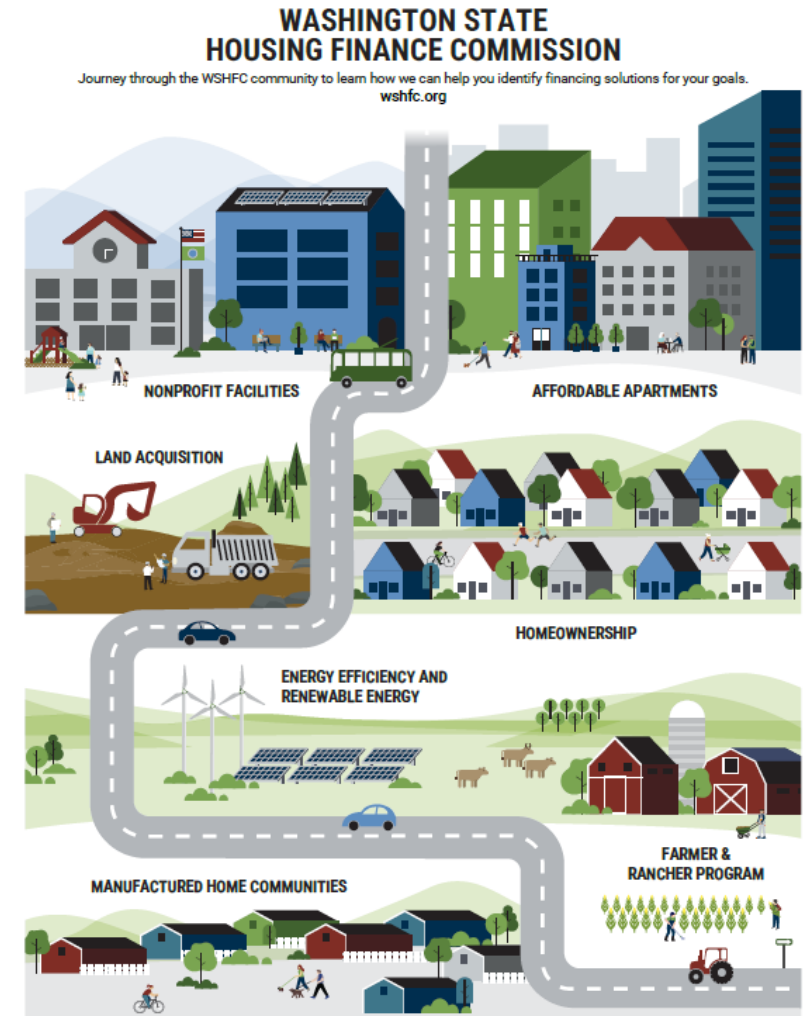 WASHINGTON STATE
HOUSING FINANCE COMMISSION
Journey through the WSHFC community to learn how we can help you identify financing solutions for your goals.
wshfc.org
NONPROFIT FACILITIES
AFFORDABLE APARTMENTS
LAND ACQUISITION
HOMEOWNERSHIP
ENERGY EFFICIENCY AND
RENEWABLE ENERGY
FARMER &
RANCHER PROGRAM
MANUFACTURED HOME COMMUNITIES